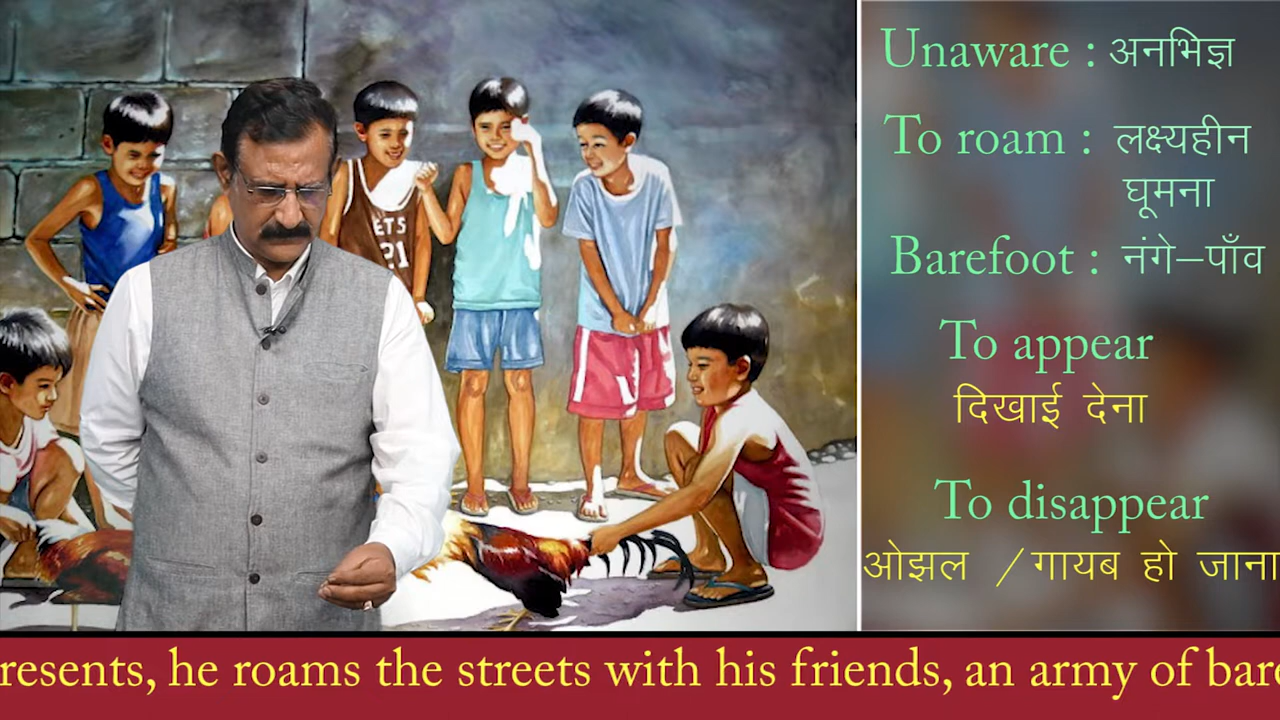 ETS
21
Unaware : अनभिज्ञ
To roam : लक्ष्यहीन
घूमना
Barefoot : नंगे–पाँव
To appear
दिखाई देना
To disappear
ओझल / गायब हो जाना
resents, he roams the streets with his friends, an army of bare